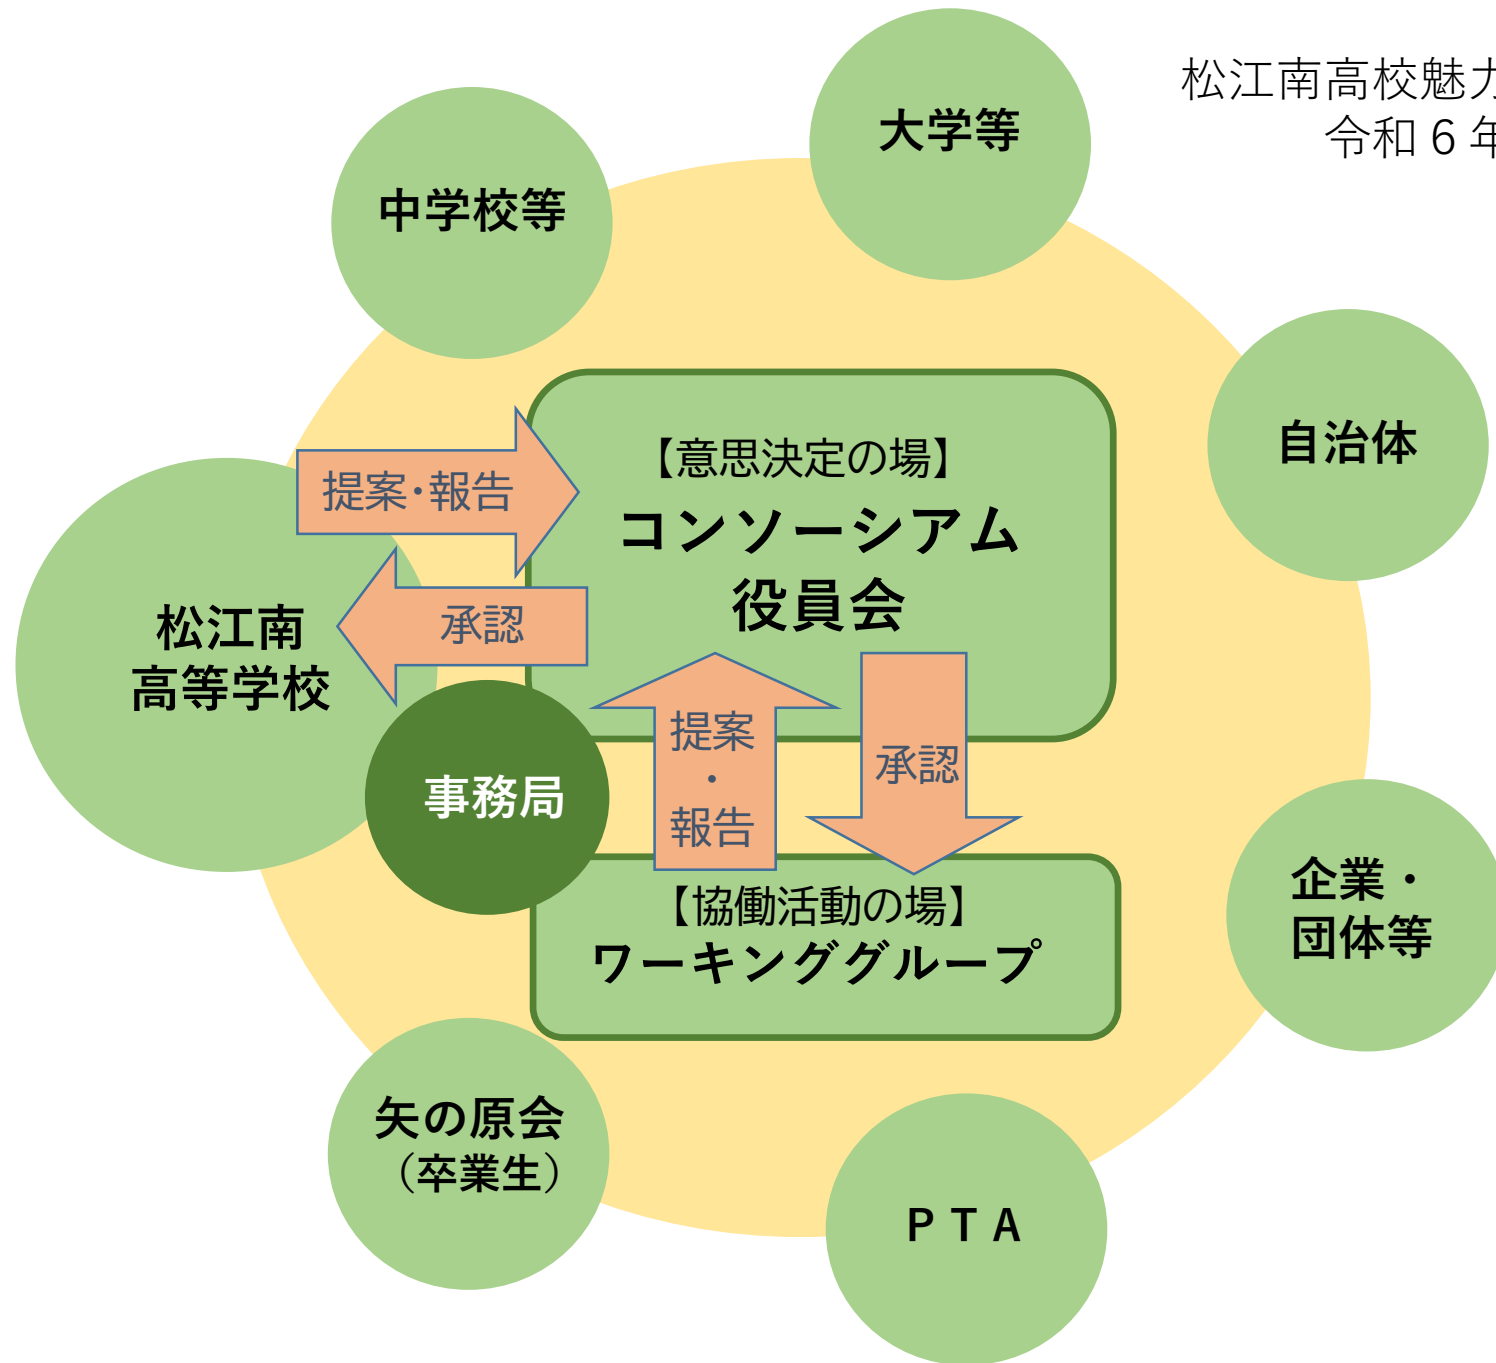 松江南高校魅力
令和６年
大学等
中学校等
自治体
【意思決定の場】
コンソーシアム
役員会
提案・報告
承認
松江南
高等学校
事務局
提案
・
報告
承認
【協働活動の場】
ワーキンググループ
企業・
団体等
矢の原会
（卒業生）
ＰＴＡ